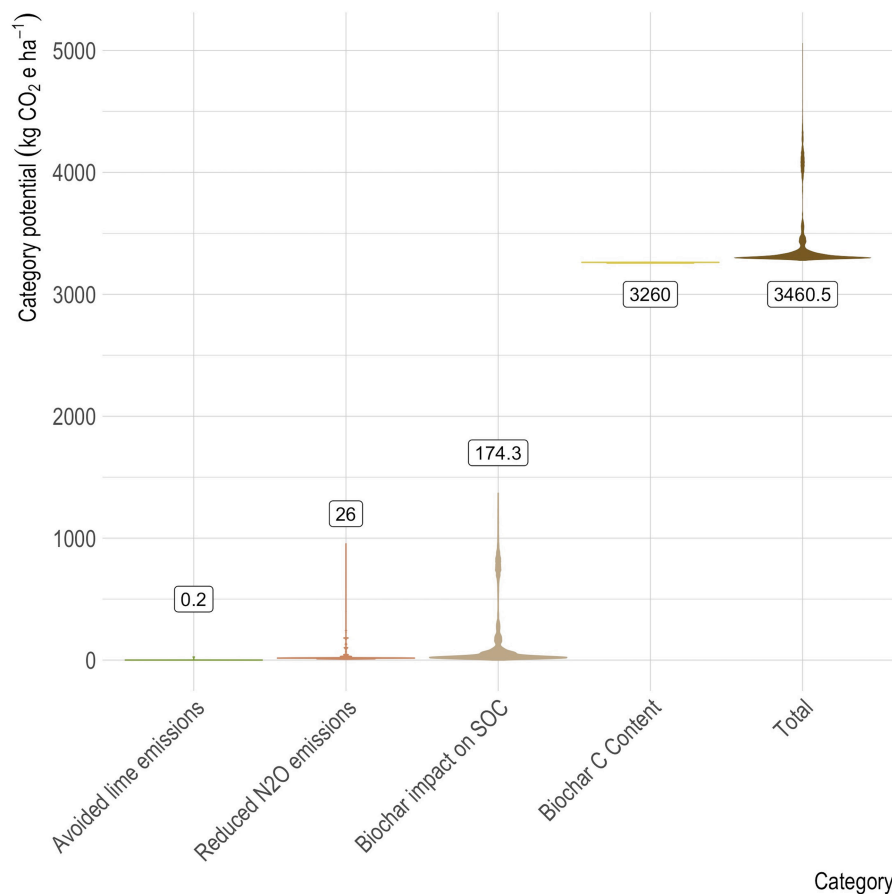 Category potential (kg CO₂ e ha⁻¹)
5000
4000
3000
2000
1000
0
0.2
26
174.3
3260
3460.5
Avoided lime emissions
Reduced N2O emissions
Biochar impact on SOC
Biochar C Content
Total
Category